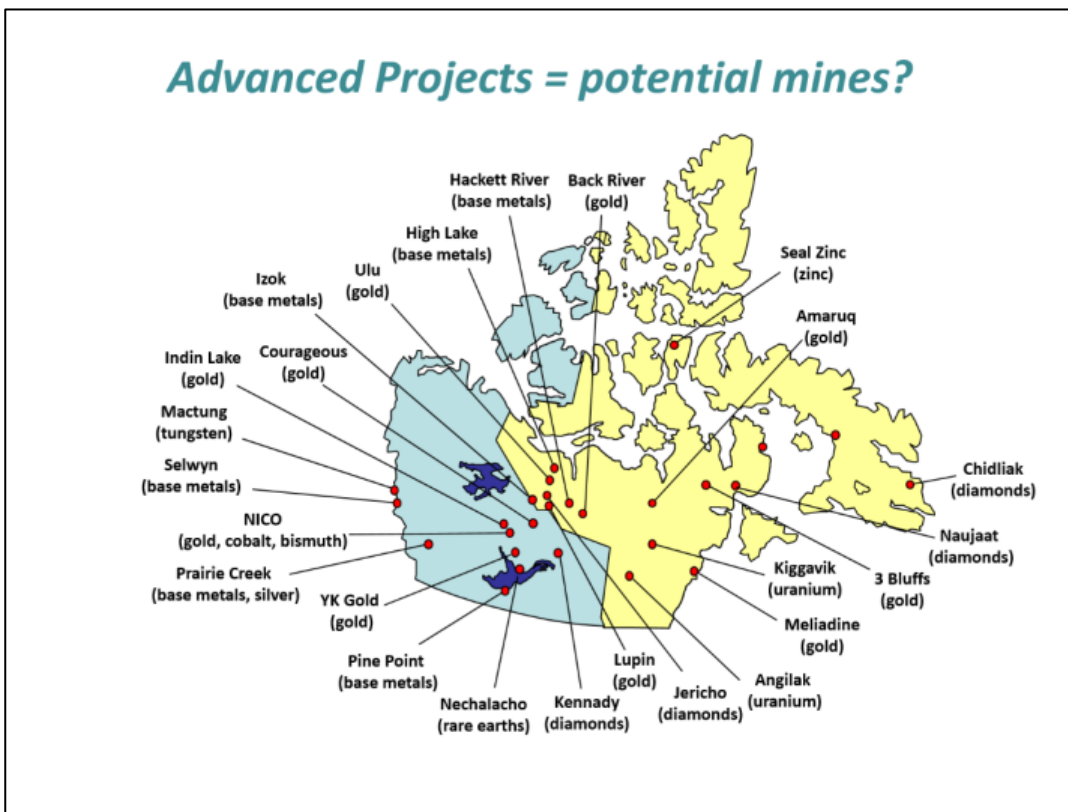 Advanced Projects = potential mines?
Hackett River
(base metals)
Back River
(gold)
High Lake
(base metals)
Seal Zinc
(zinc)
Ulu
(gold)
Izok
(base metals)
Amaruq
(gold)
Courageous
(gold)
Indin Lake
(gold)
Mactung
(tungsten)
Selwyn
(base metals)
Chidliak
(diamonds)
NICO
(gold, cobalt, bismuth)
Naujaat
(diamonds)
Prairie Creek
(base metals, silver)
Kiggavik
(uranium)
3 Bluffs
(gold)
YK Gold
(gold)
Meliadine
(gold)
Pine Point
(base metals)
Lupin
(gold)
Angilak
(uranium)
Jericho
(diamonds)
Nechalacho
(rare earths)
Kennady
(diamonds)